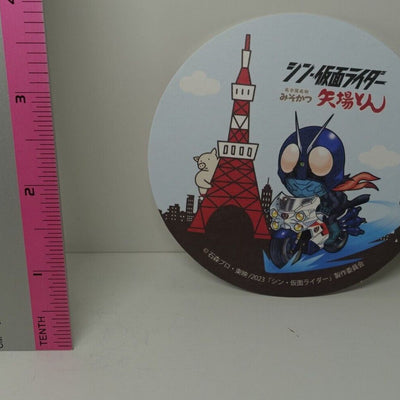 4
3
2
1
TENTH
cm
シン・仮面ライダー
名古屋名物
みそかつ 矢場とん
©石森プロ・東映/2023「シン・仮面ライダー」製作委員会